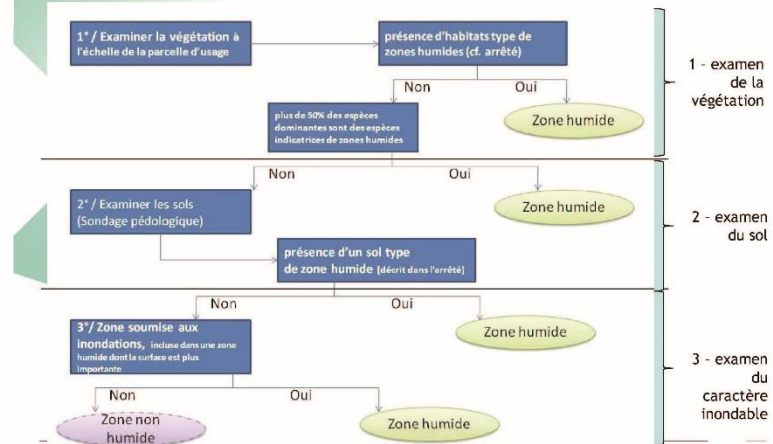 1°/ Examiner la végétation à
l'échelle de la parcelle d'usage
présence d'habitats type de
zones humides (cf. arrêté)
1 - examen
de la
végétation
Non
Oui
plus de 50% des espèces
dominantes sont des espèces
indicatrices de zones humides
Zone humide
Non
Oui
2°/ Examiner les sols
(Sondage pédologique)
Zone humide
2 - examen
du sol
présence d'un sol type
de zone humide (décrit dans l'arrêté)
Non
Oui
3°/ Zone soumise aux
inondations, incluse dans une zone
humide dont la surface est plus
importante
Zone humide
3 - examen
du
caractère
inondable
Non
Oui
Zone non
humide
Zone humide